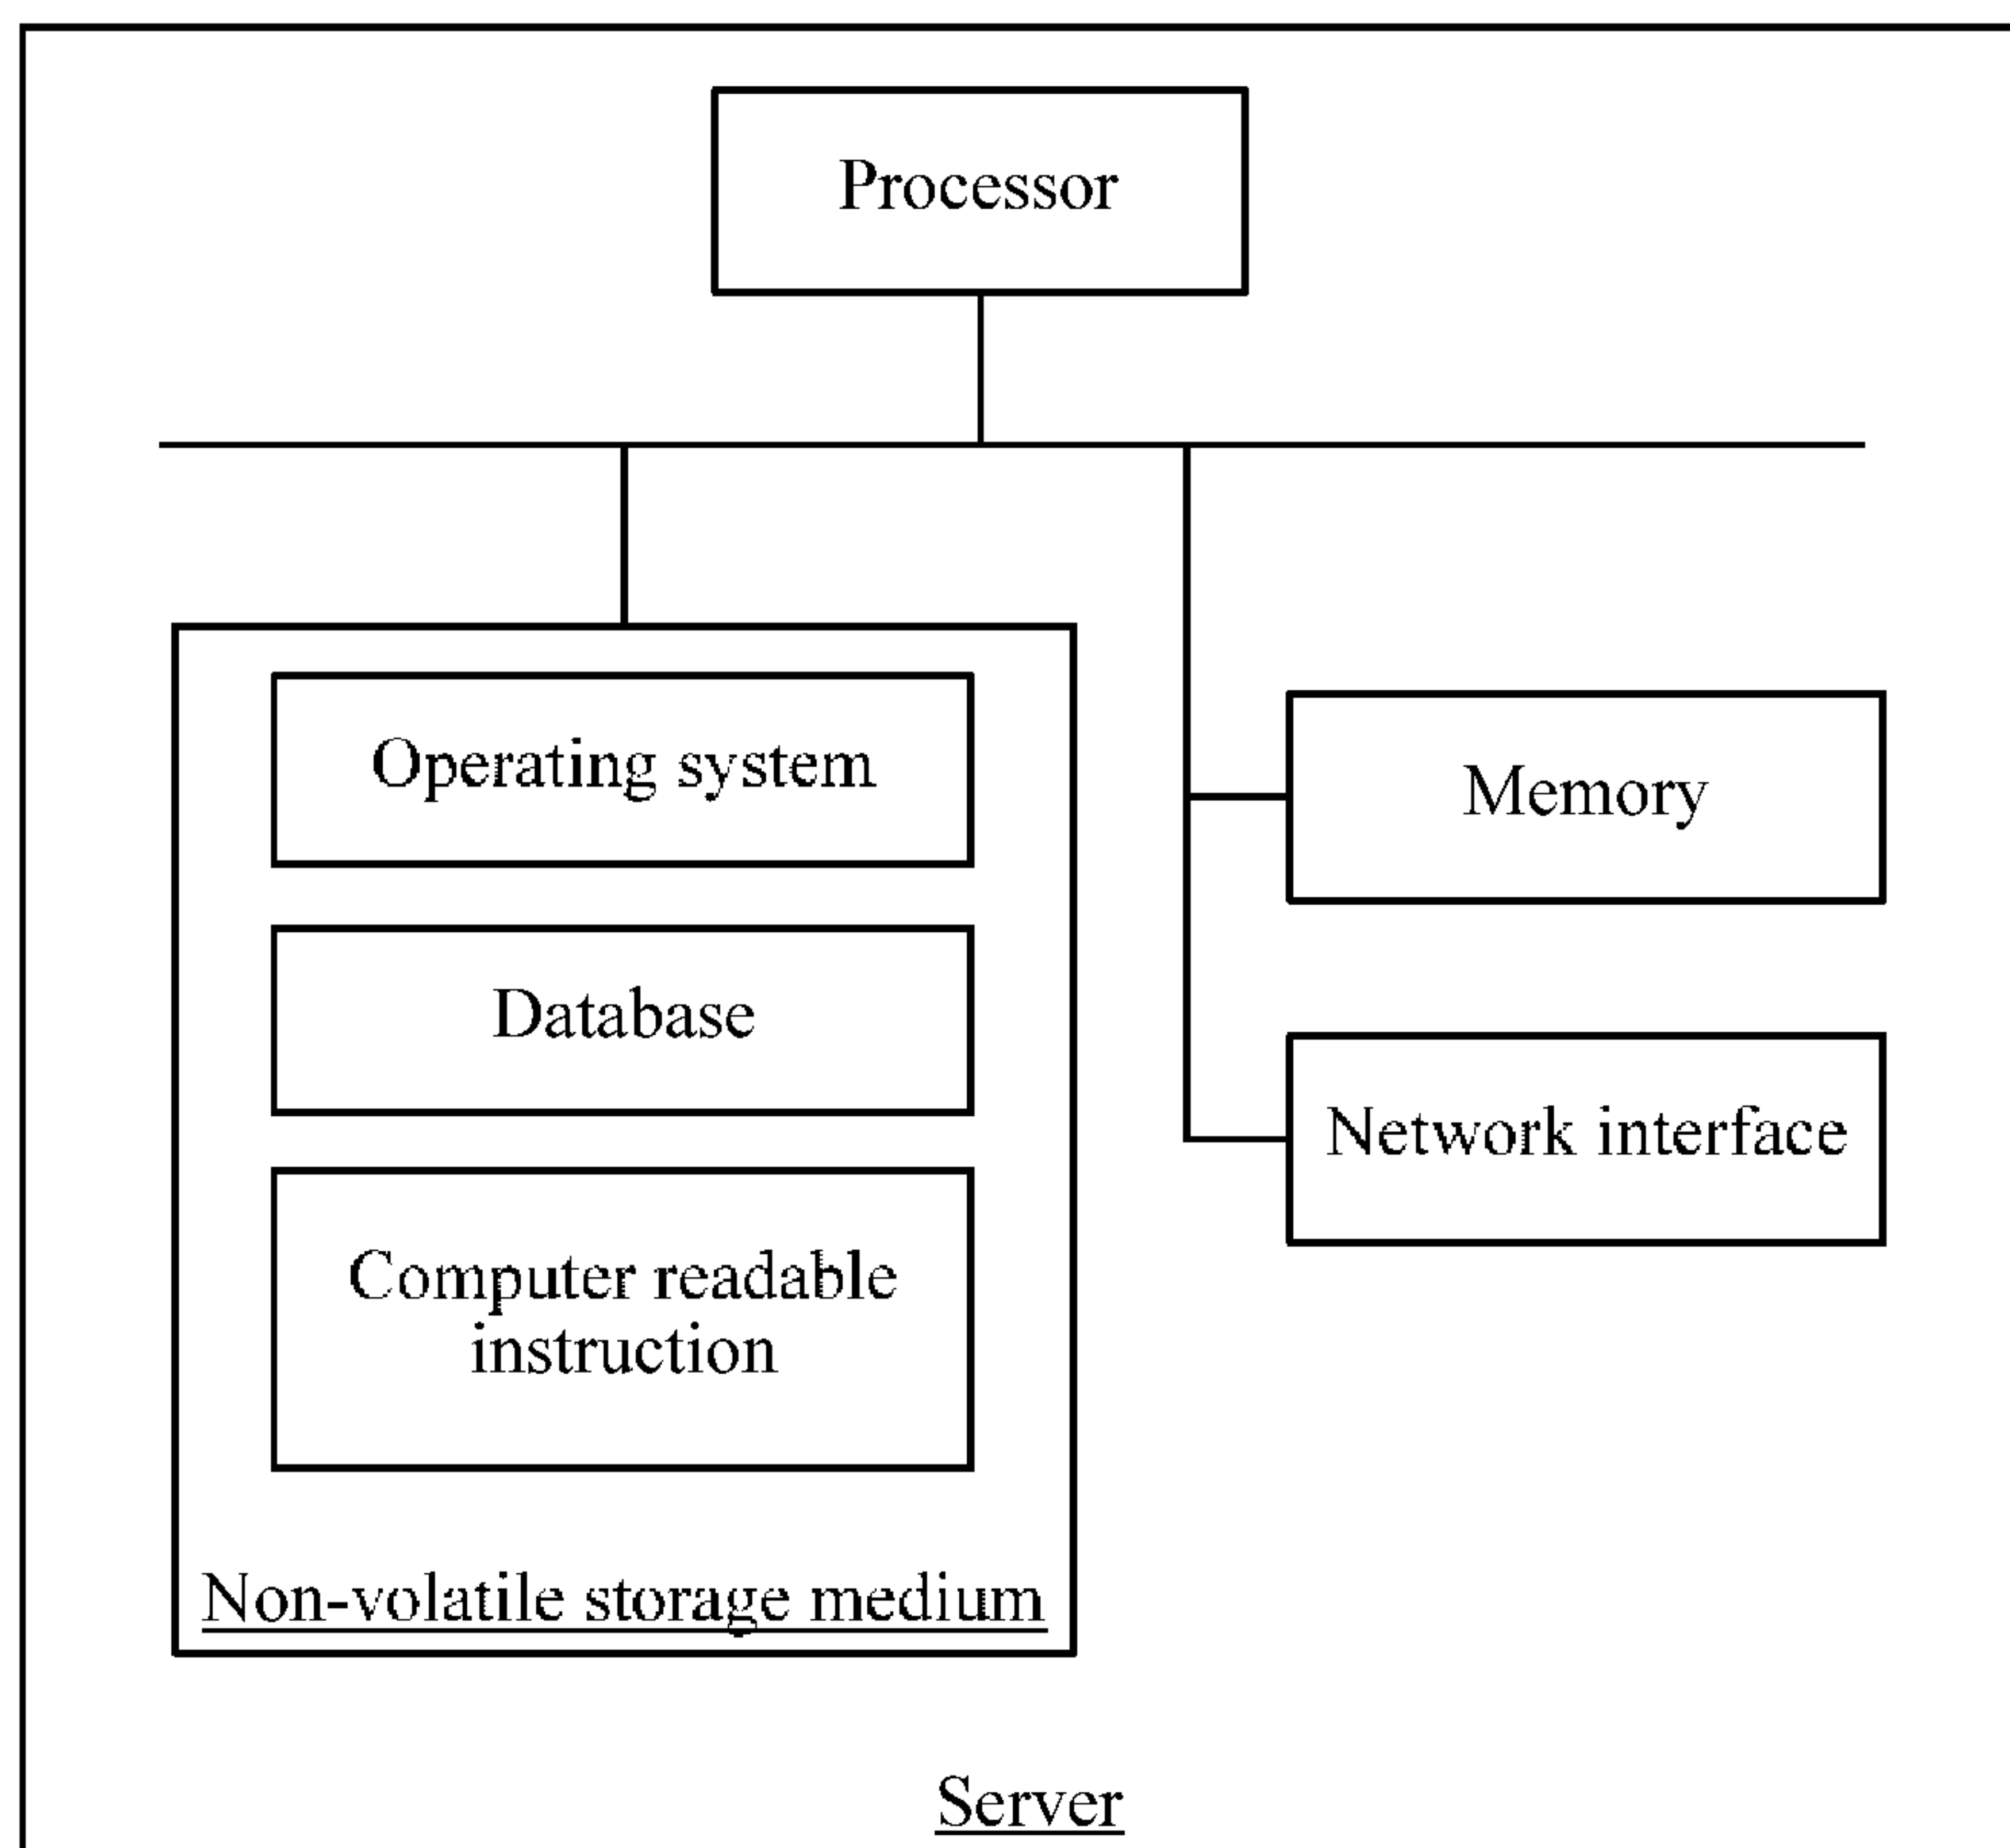 Processor
Operating system
Database
Computer readable
instruction
Non-volatile storage medium
Memory
Network interface
Server